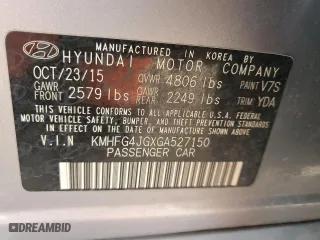 MANUFACTURED IN KOREA BY
HYUNDAI MOTOR COMPANY
OCT/23/15 GVWR 4806 lbs PAINT V7S
GAWR FRONT 2579 lbs GAWR REAR 2249 lbs TRIM YDA
THIS VEHICLE CONFORMS TO ALL APPLICABLE FEDERAL
MOTOR VEHICLE SAFETY, BUMPER, AND THEFT PREVENTION
STANDARDS IN EFFECT ON THE DATE OF MANUFACTURE
SHOWN ABOVE.
V.I.N KMHFG4JGXGA527150
PASSENGER CAR
© DREAMBID
DREAMBID.COM